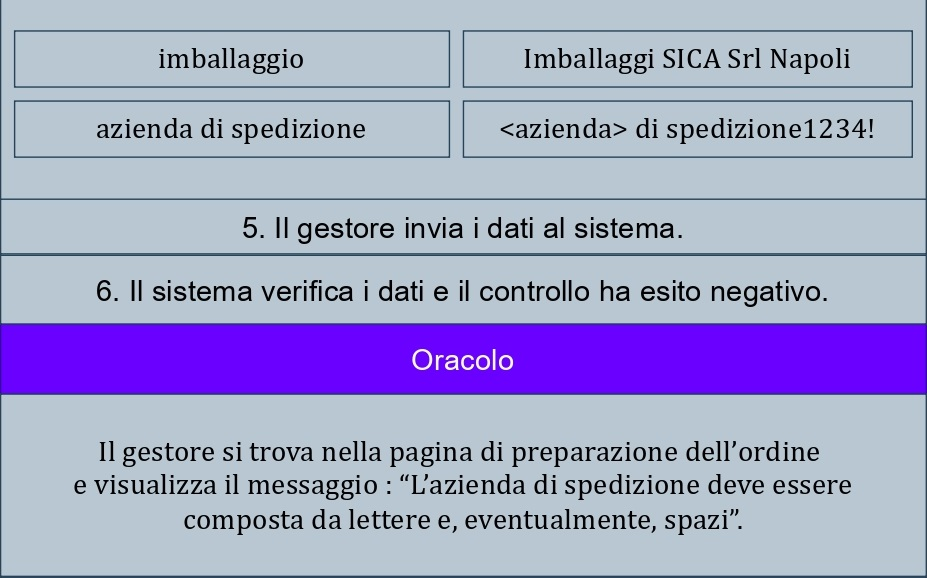 imballaggio
Imballaggi SICA Srl Napoli
azienda di spedizione
<azienda> di spedizione1234!
5. Il gestore invia i dati al sistema.
6. Il sistema verifica i dati e il controllo ha esito negativo.
Oracolo
Il gestore si trova nella pagina di preparazione dell’ordine
e visualizza il messaggio : “L’azienda di spedizione deve essere
composta da lettere e, eventualmente, spazi”.